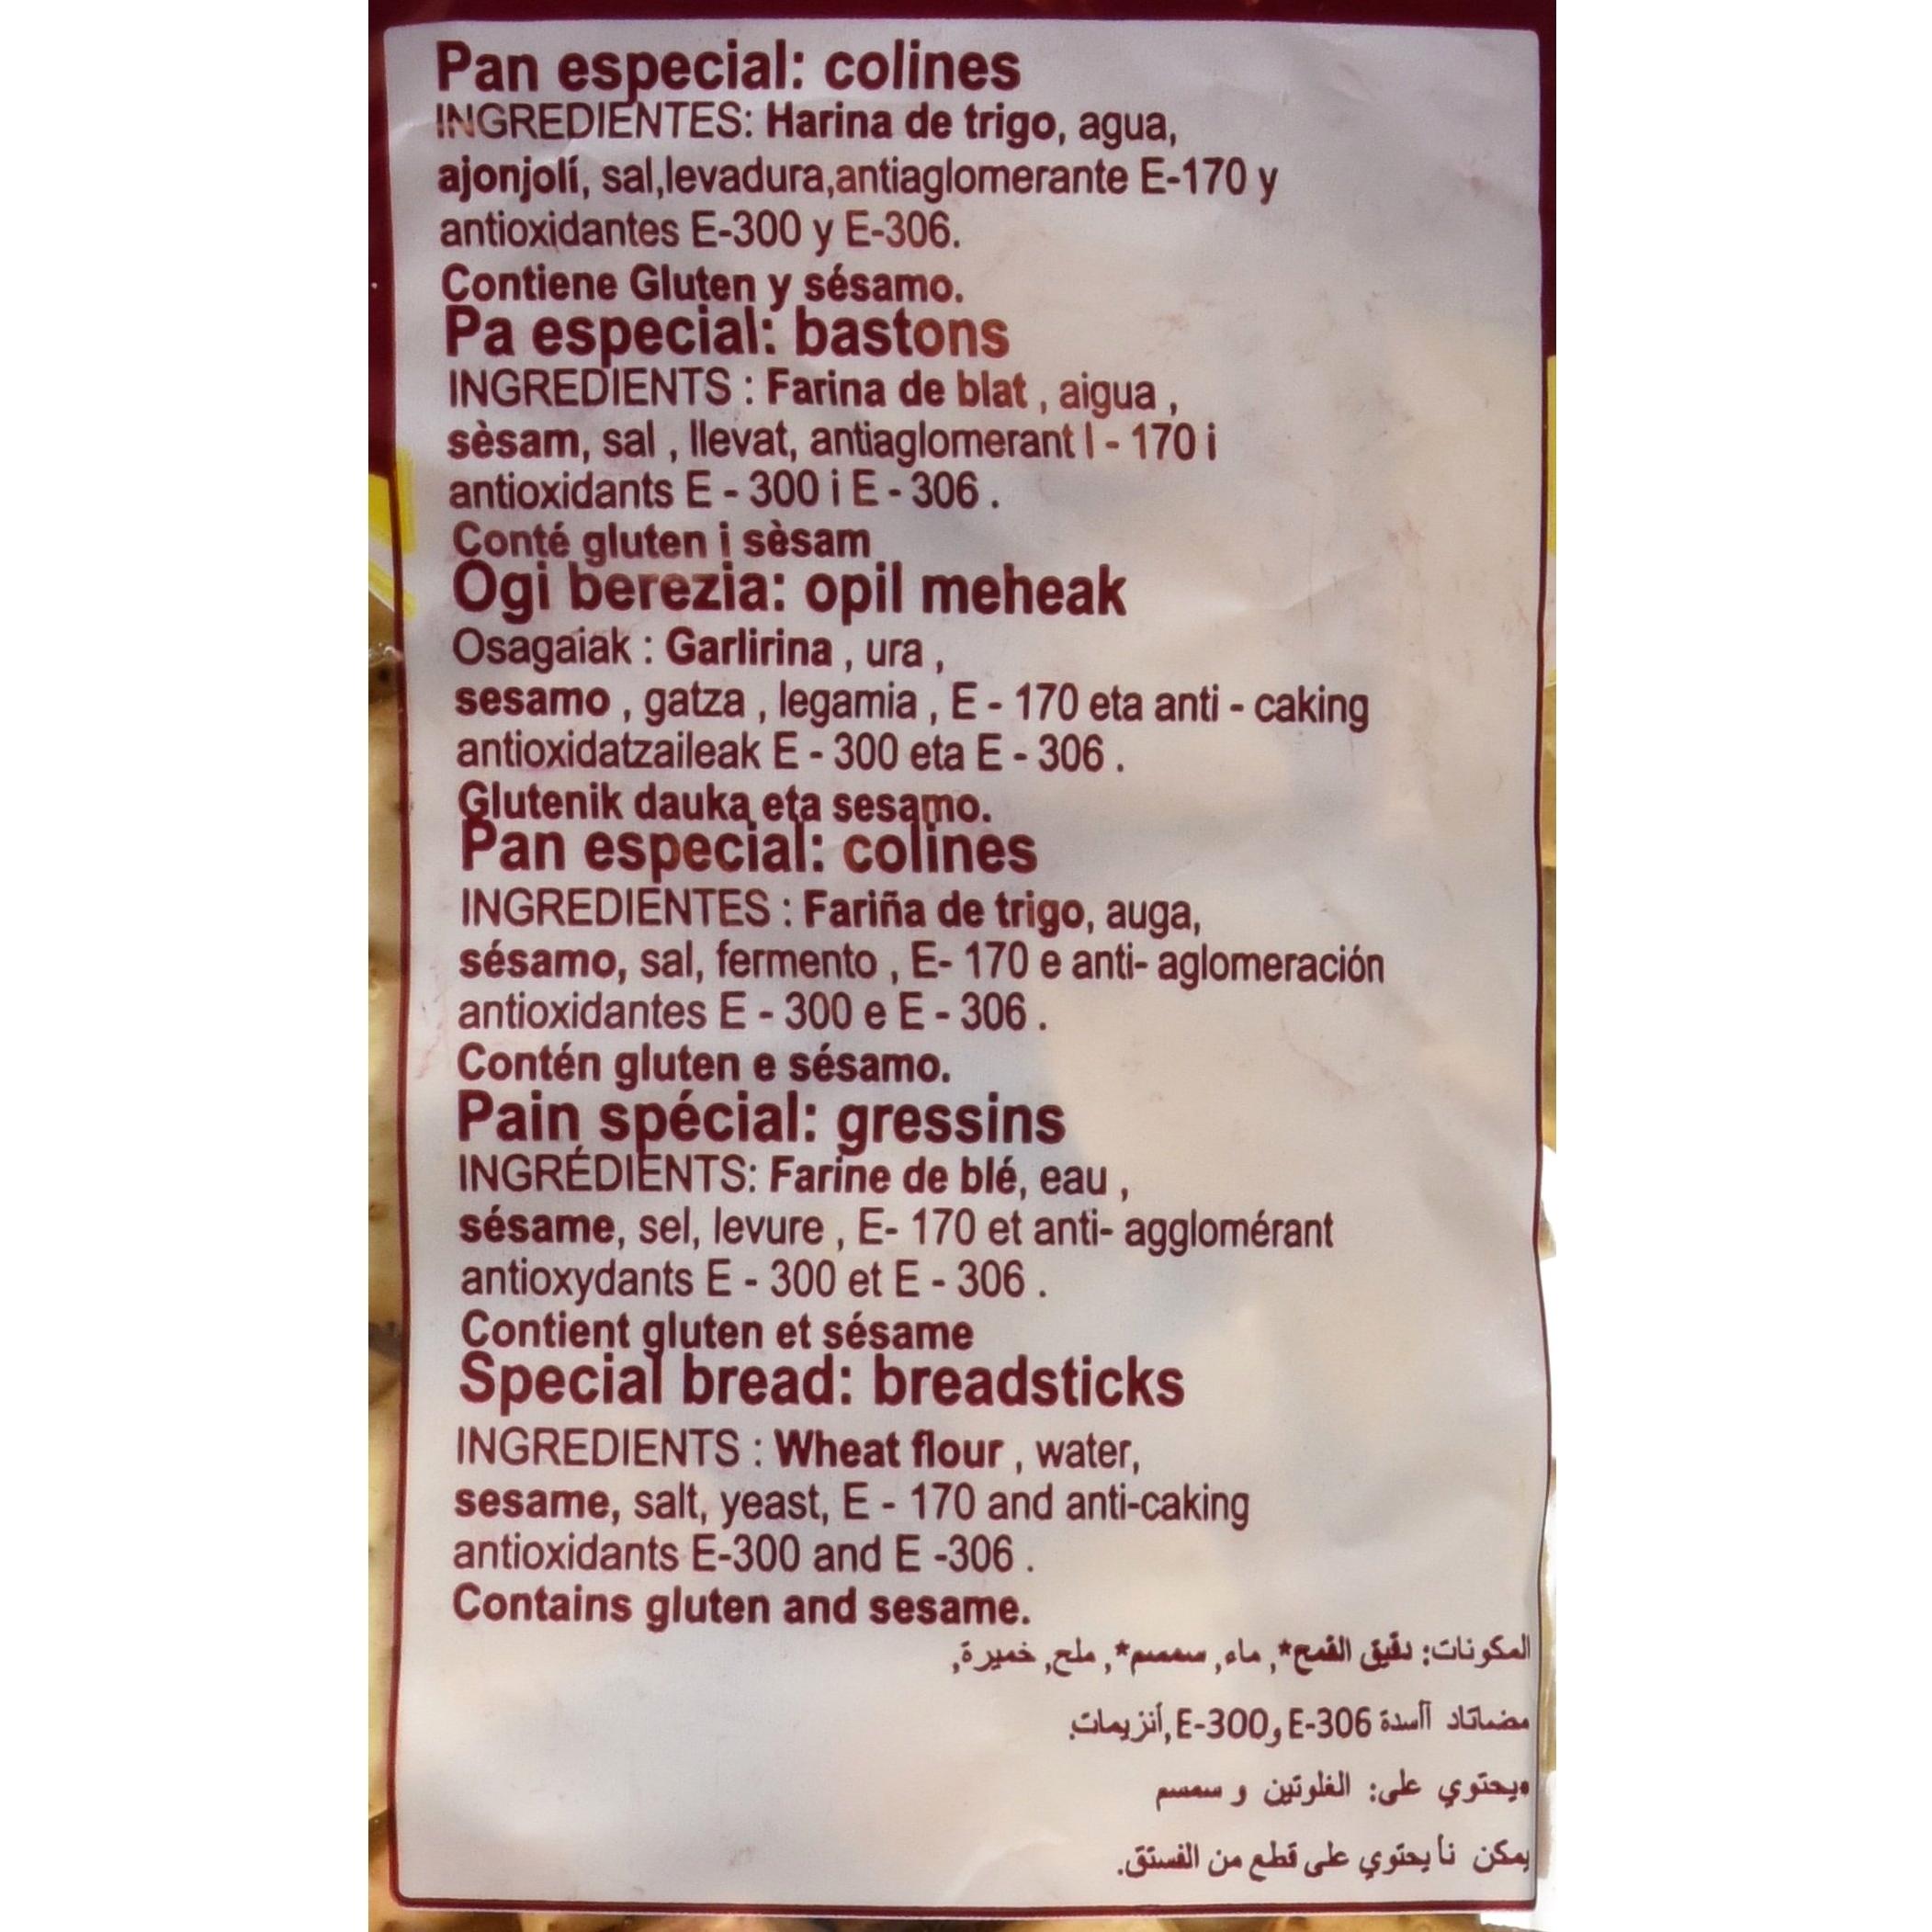 Pan especial: colines
INGREDIENTES: Harina de trigo, agua,
ajonjolí, sal,levadura,antiaglomerante E-170 y
antioxidantes E-300 y E-306.
Contiene Gluten y sésamo.
Pa especial: bastons
INGREDIENTS : Farina de blat , aigua ,
sèsam, sal , llevat, antiaglomerant I - 170 i
antioxidants E - 300 i E - 306 .
Conté gluten i sèsam
Ogi berezia: opil meheak
Osagaiak : Garlirina , ura ,
sesamo , gatza , legamia , E - 170 eta anti - caking
antioxidatzaileak E - 300 eta E - 306 .
Glutenik dauka eta sesamo.
Pan especial: colines
INGREDIENTES : Fariña de trigo, auga,
sésamo, sal, fermento , E- 170 e anti- aglomeración
antioxidantes E - 300 e E - 306 .
Contén gluten e sésamo.
Pain spécial: gressins
INGRÉDIENTS: Farine de blé, eau ,
sésame, sel, levure , E- 170 et anti- agglomérant
antioxydants E - 300 et E - 306 .
Contient gluten et sésame
Special bread: breadsticks
INGREDIENTS : Wheat flour , water,
sesame, salt, yeast, E - 170 and anti-caking
antioxidants E-300 and E -306 .
Contains gluten and sesame.
المكونات: دقيق القمح*, ماء, سمسم*, ملح, خميرة,
مضاتاد أأسدة E-306 وE-300, أنزيمات.
ويحتوي على: الغلوتين و سمسم
يمكن نأ يحتوي على قطع من الفستق.